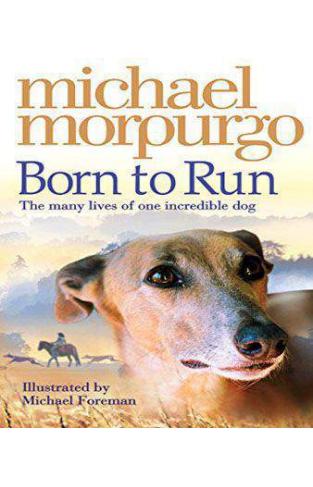 michael
morpurgo
Born to Run
The many lives of one incredible dog
Illustrated by
Michael Foreman